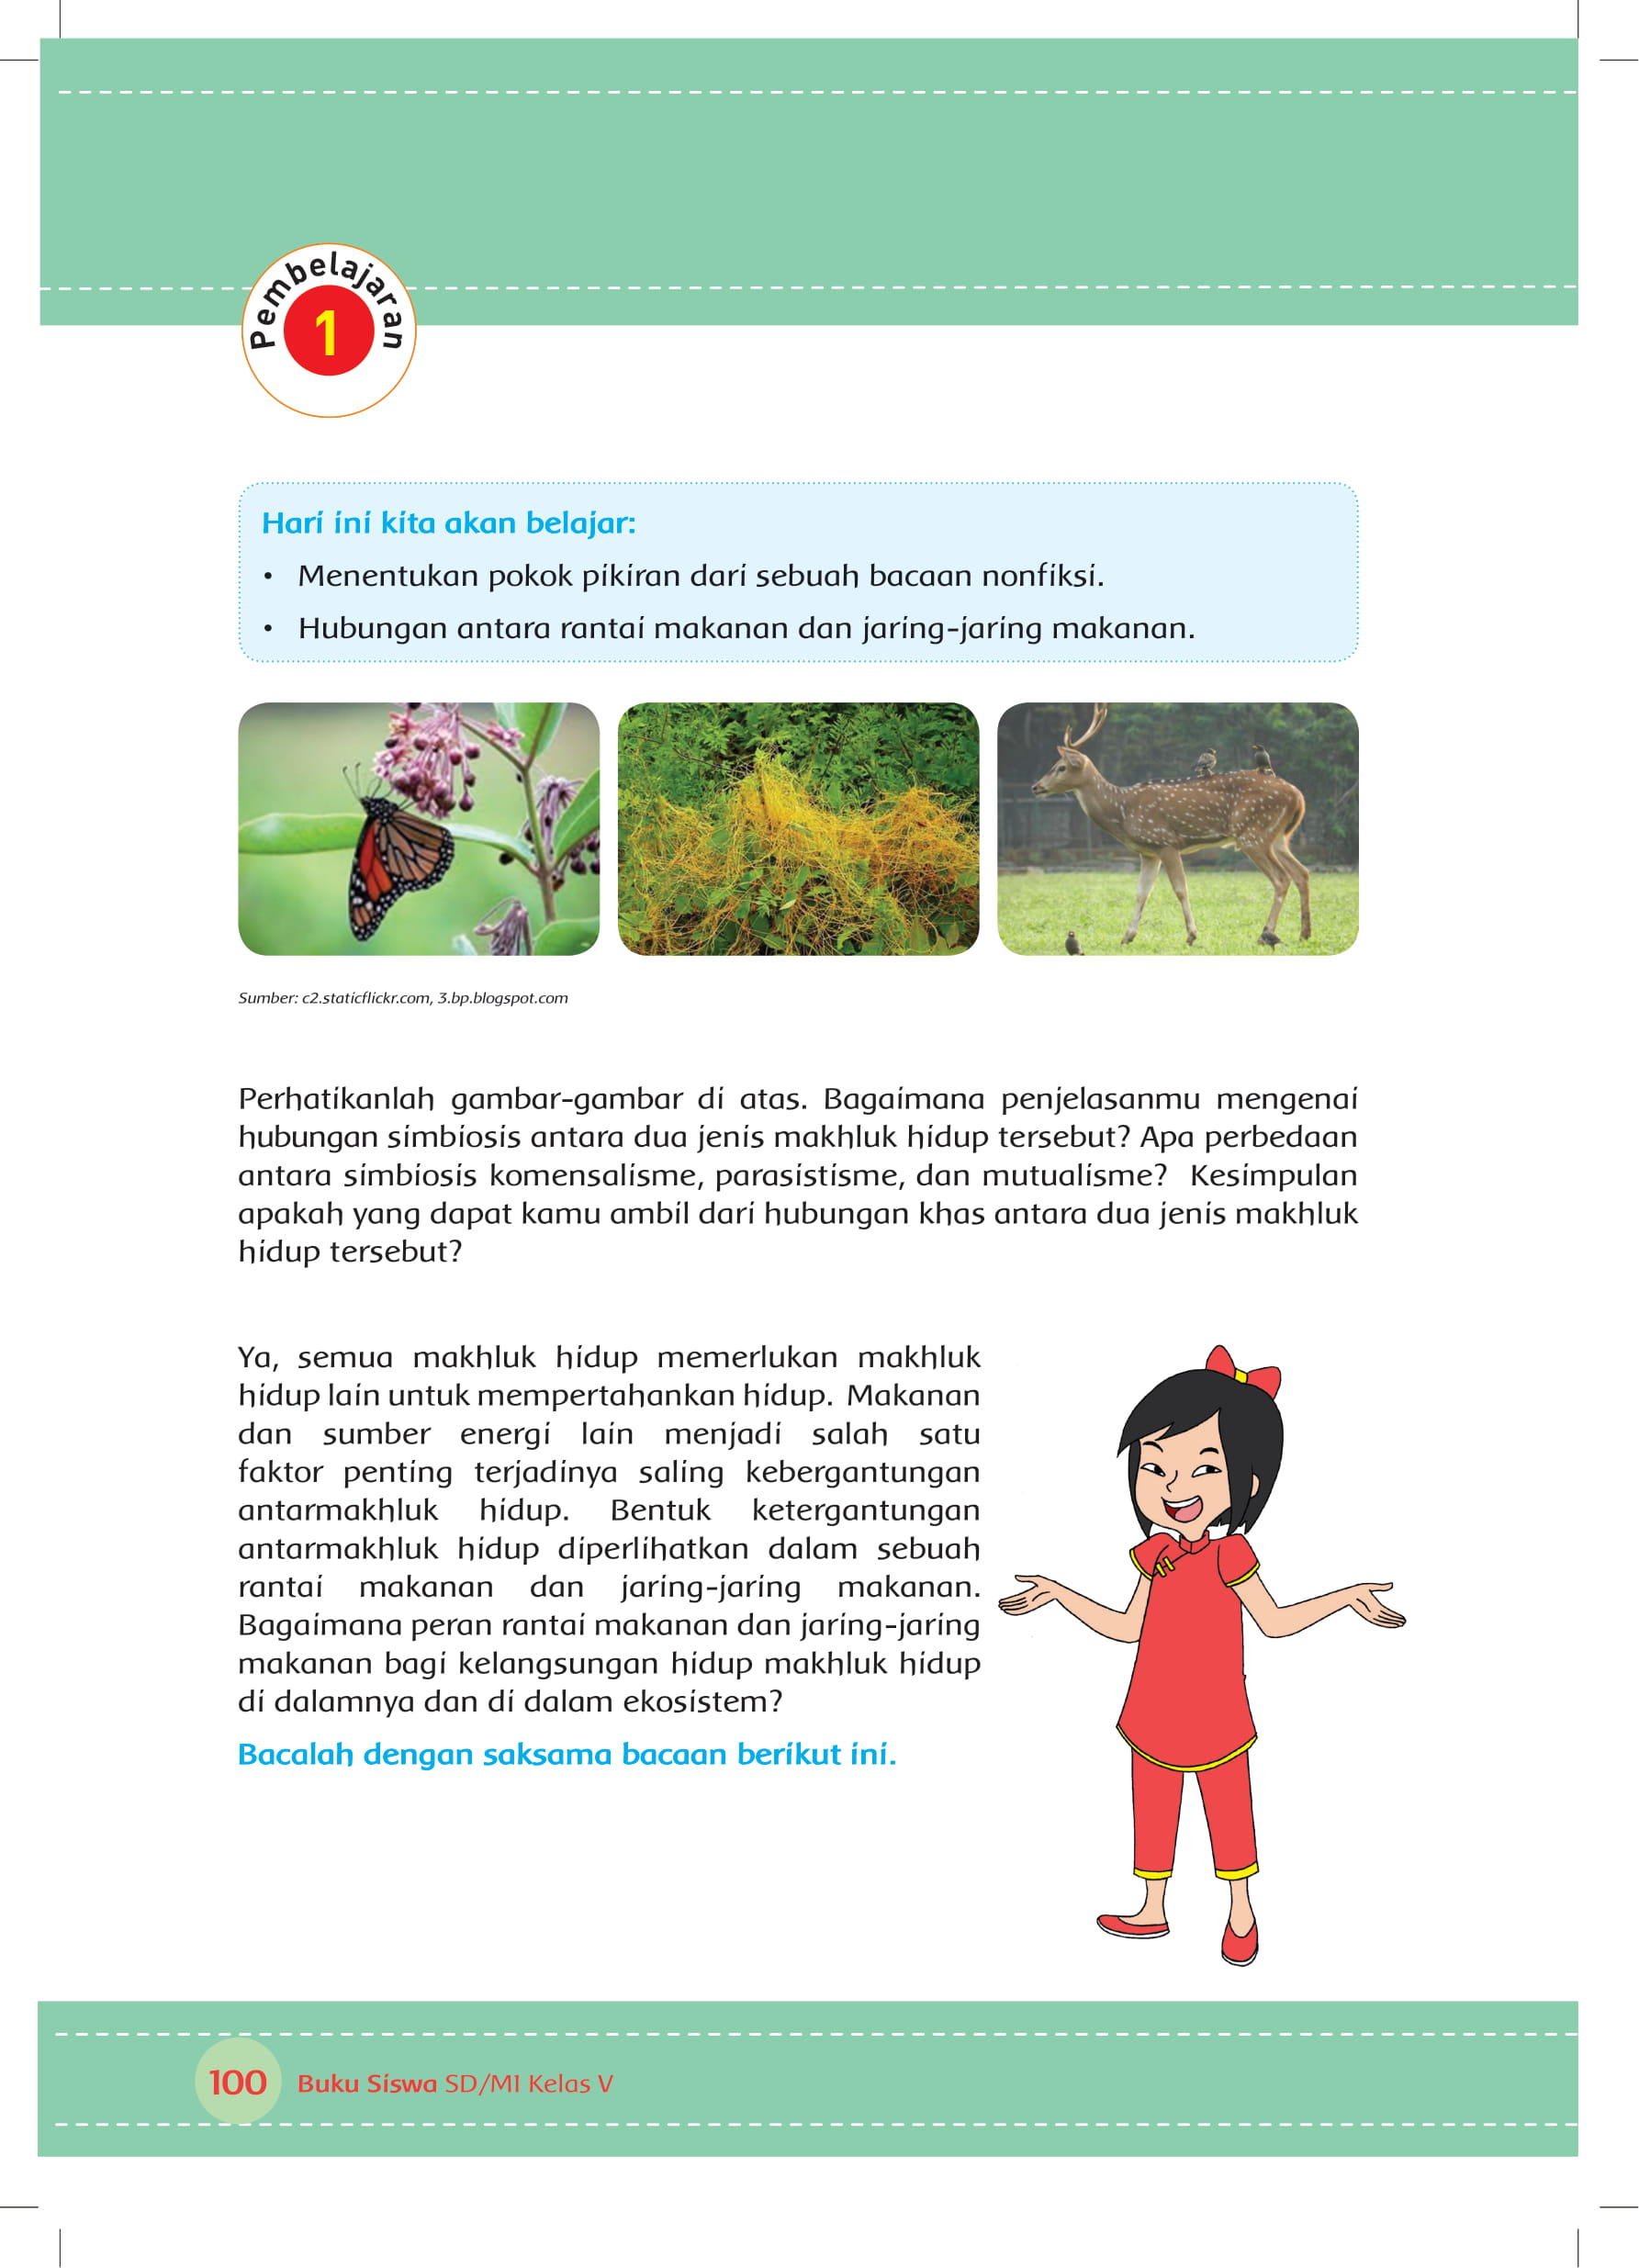 Pembelajaran
1
Hari ini kita akan belajar:
• Menentukan pokok pikiran dari sebuah bacaan nonfiksi.
• Hubungan antara rantai makanan dan jaring-jaring makanan.
Sumber: c2.staticflickr.com, 3.bp.blogspot.com
Perhatikanlah gambar-gambar di atas. Bagaimana penjelasanmu mengenai
hubungan simbiosis antara dua jenis makhluk hidup tersebut? Apa perbedaan
antara simbiosis komensalisme, parasistisme, dan mutualisme? Kesimpulan
apakah yang dapat kamu ambil dari hubungan khas antara dua jenis makhluk
hidup tersebut?
Ya, semua makhluk hidup memerlukan makhluk
hidup lain untuk mempertahankan hidup. Makanan
dan sumber energi lain menjadi salah satu
faktor penting terjadinya saling kebergantungan
antarmakhluk hidup. Bentuk ketergantungan
antarmakhluk hidup diperlihatkan dalam sebuah
rantai makanan dan jaring-jaring makanan.
Bagaimana peran rantai makanan dan jaring-jaring
makanan bagi kelangsungan hidup makhluk hidup
di dalamnya dan di dalam ekosistem?
Bacalah dengan saksama bacaan berikut ini.
100 Buku Siswa SD/MI Kelas V